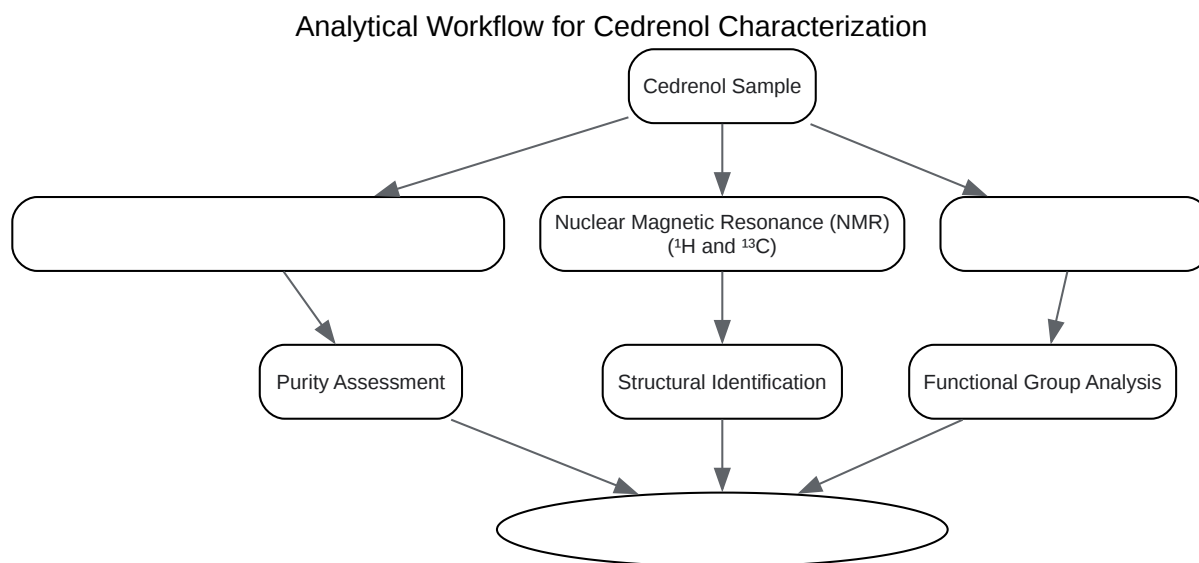 Analytical Workflow for Cedrenol Characterization
Cedrenol Sample
Nuclear Magnetic Resonance (NMR)
(¹H and ¹³C)
Purity Assessment
Structural Identification
Functional Group Analysis